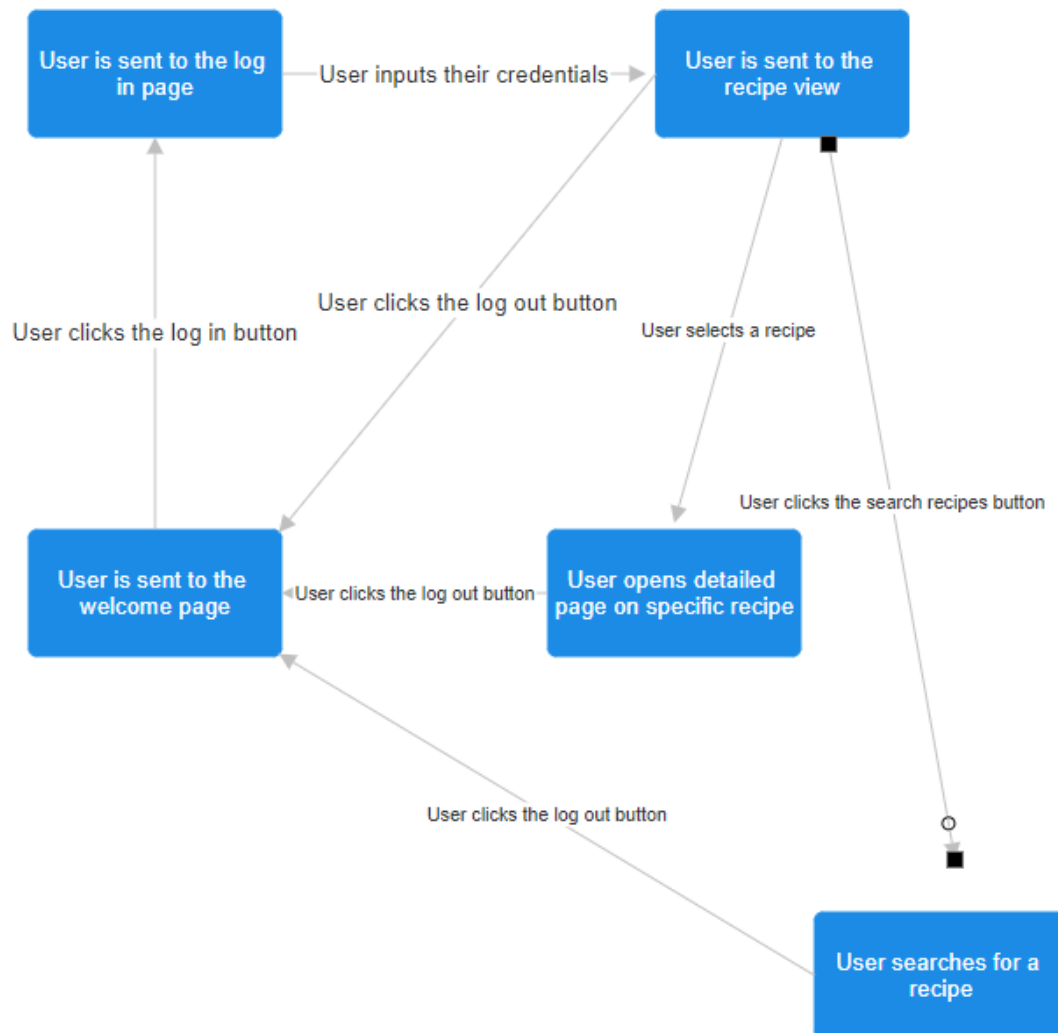 User is sent to the log
in page
User inputs their credentials
User is sent to the
recipe view
User clicks the log in button
User clicks the log out button
User selects a recipe
User clicks the search recipes button
User is sent to the
welcome page
User clicks the log out button
User opens detailed
page on specific recipe
User clicks the log out button
User searches for a
recipe